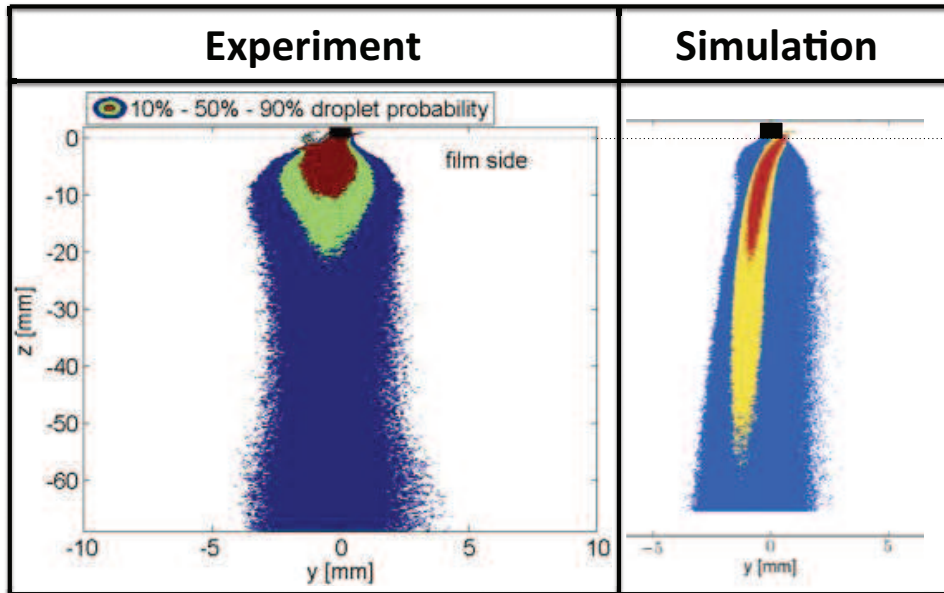 Experiment
Simulation
10% - 50% - 90% droplet probability
film side
0
-10
-20
-30
-40
-50
-60
z [mm]
-10
-5
0
5
10
y [mm]
−5
0
5
y [mm]